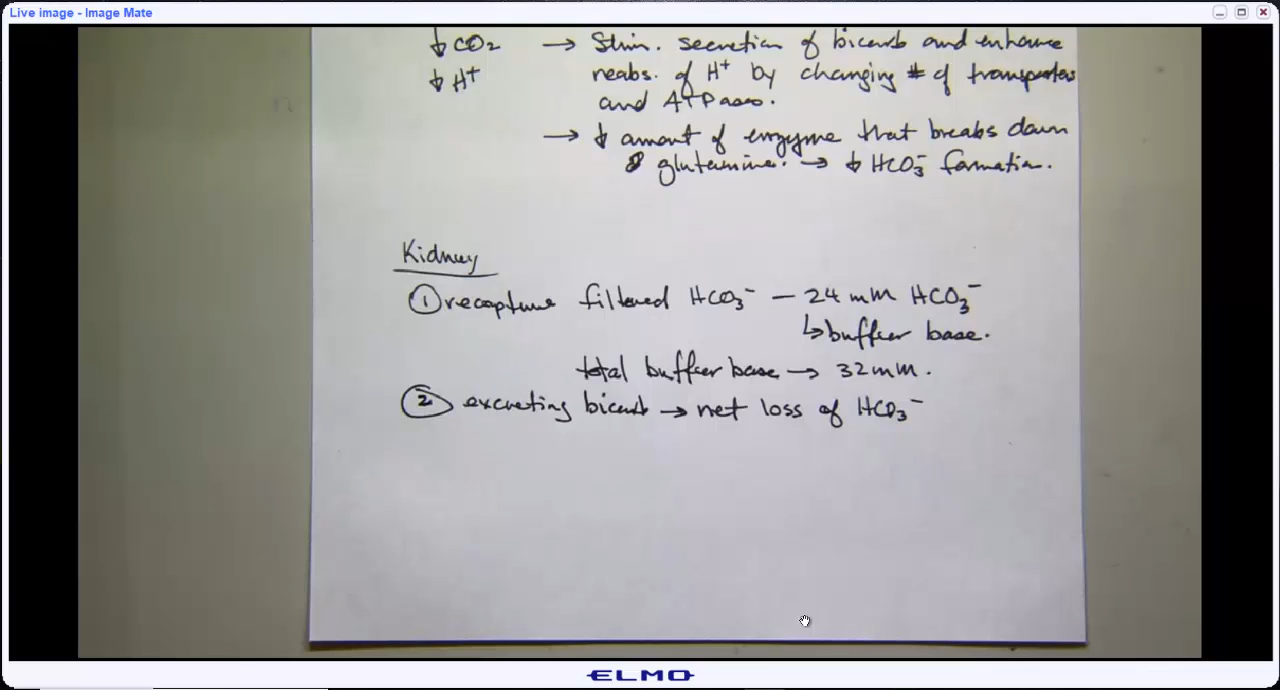 Live image - Image Mate
↓ CO₂ → Stim. secretion of bicarb and enhance
↓ H⁺ reabs. of H⁺ by changing # of transporters
and ATPases.
→ ↓ amount of enzyme that breaks down
glutamine. → ↓ HCO₃⁻ formation.
Kidney
① recapture filtered HCO₃⁻ – 24 mM HCO₃⁻
↳ buffer base.
total buffer base → 32 mM.
② excreting bicarb → net loss of HCO₃⁻
ELMO